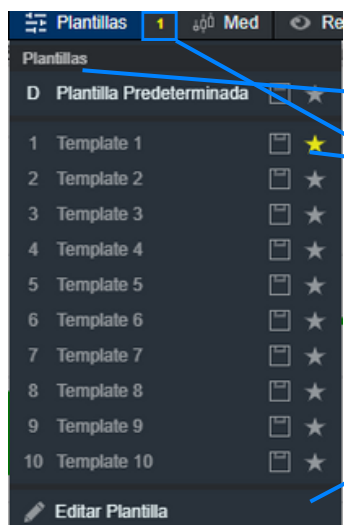 Plantillas 1 Med Re
Plantillas
D Plantilla Predeterminada
1 Template 1
2 Template 2
3 Template 3
4 Template 4
5 Template 5
6 Template 6
7 Template 7
8 Template 8
9 Template 9
10 Template 10
Editar Plantilla